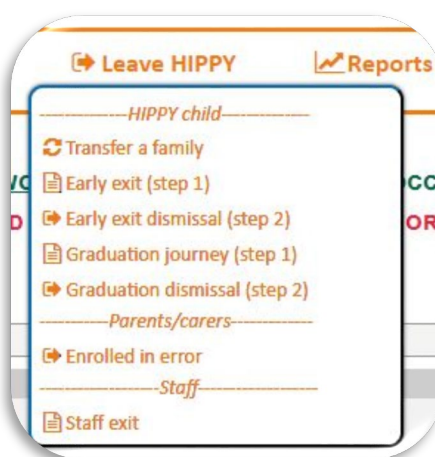 Leave HIPPY Reports
--------------HIPPY child--------------
Transfer a family
Early exit (step 1)
Early exit dismissal (step 2)
Graduation journey (step 1)
Graduation dismissal (step 2)
-----------Parents/carers-------------
Enrolled in error
-------------------Staff-------------------
Staff exit